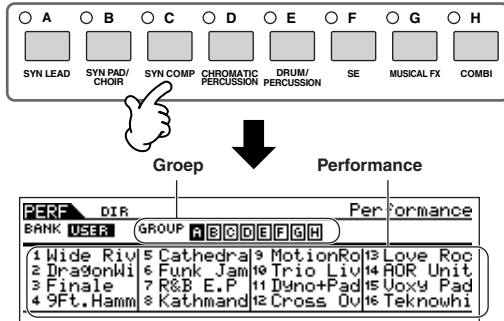 A B C D E F G H
SYN LEAD SYN PAD/ CHOIR SYN COMP CHROMATIC PERCUSSION DRUM/ PERCUSSION SE MUSICAL FX COMBI
Groep Performance
PERF DIR Performance
BANK USER GROUP A B C D E F G H
1 Wide Riv 5 Cathedra 9 MotionRo 13 Love Roc
2 DragonWi 6 Funk Jam 10 Trio Liv 14 AOR Unit
3 Finale 7 R&B E.P 11 Dyno+Pad 15 Voxy Pad
4 9Ft.Hamm 8 Kathmand 12 Cross Ov 16 Teknowhi